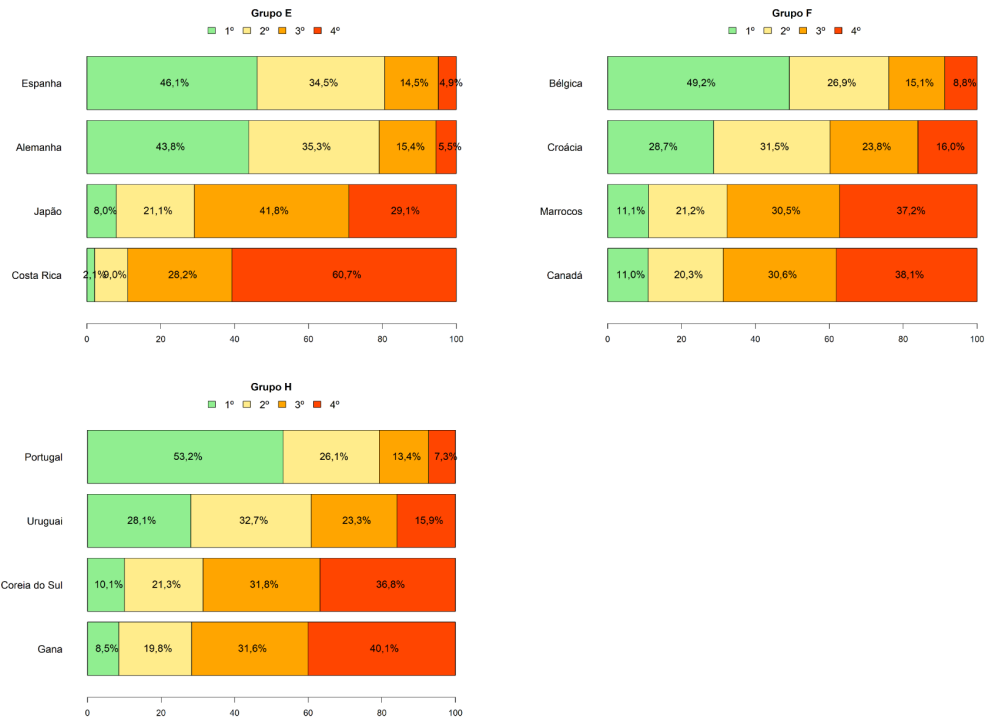 Grupo E
1º 2º 3º 4º
Espanha 46,1% 34,5% 14,5% 4,9%
Alemanha 43,8% 35,3% 15,4% 5,5%
Japão 8,0% 21,1% 41,8% 29,1%
Costa Rica 2,1% 9,0% 28,2% 60,7%
0 20 40 60 80 100
Grupo F
1º 2º 3º 4º
Bélgica 49,2% 26,9% 15,1% 8,8%
Croácia 28,7% 31,5% 23,8% 16,0%
Marrocos 11,1% 21,2% 30,5% 37,2%
Canadá 11,0% 20,3% 30,6% 38,1%
0 20 40 60 80 100
Grupo H
1º 2º 3º 4º
Portugal 53,2% 26,1% 13,4% 7,3%
Uruguai 28,1% 32,7% 23,3% 15,9%
Coreia do Sul 10,1% 21,3% 31,8% 36,8%
Gana 8,5% 19,8% 31,6% 40,1%
0 20 40 60 80 100